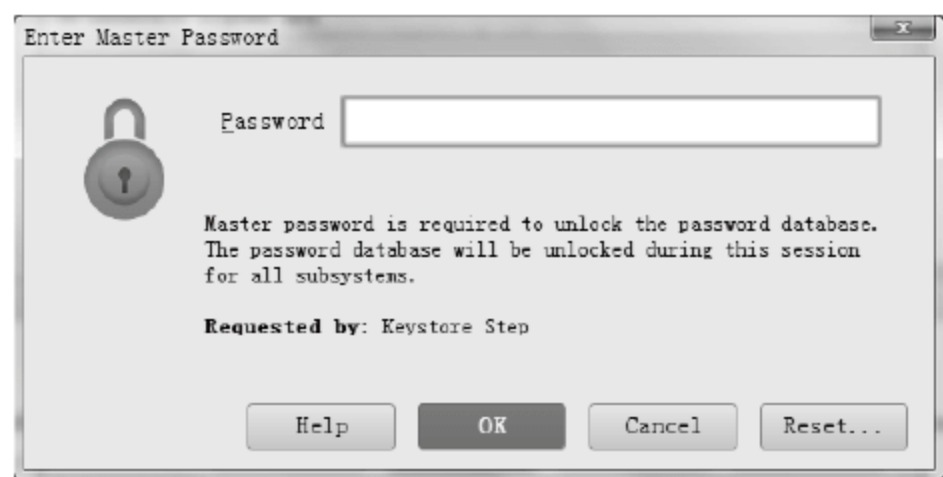 Enter Master Password
Password
Master password is required to unlock the password database.
The password database will be unlocked during this session
for all subsystems.
Requested by: Keystore Step
Help
OK
Cancel
Reset...